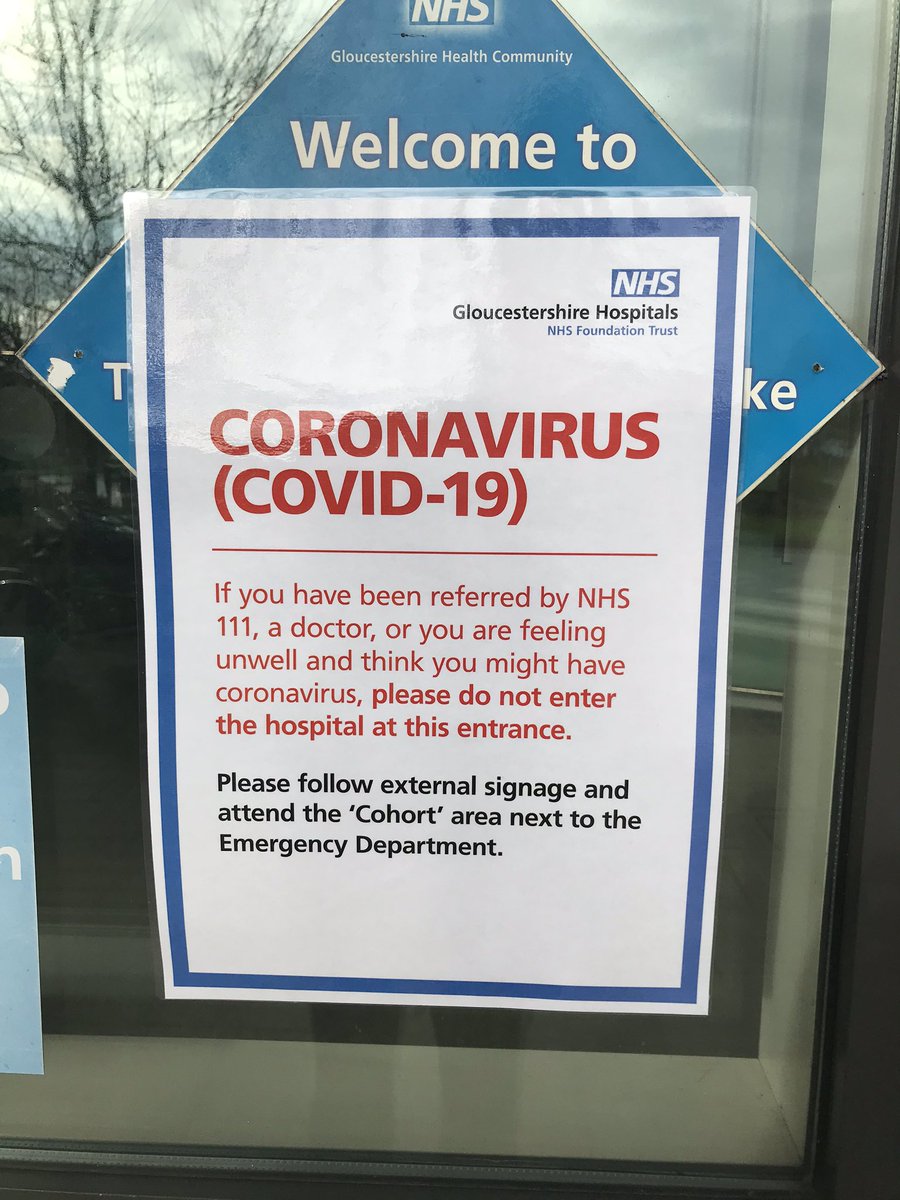 NHS
Gloucestershire Health Community
Welcome to
T
ke
NHS
Gloucestershire Hospitals
NHS Foundation Trust
CORONAVIRUS
(COVID-19)
If you have been referred by NHS
111, a doctor, or you are feeling
unwell and think you might have
coronavirus, please do not enter
the hospital at this entrance.
Please follow external signage and
attend the ‘Cohort’ area next to the
Emergency Department.